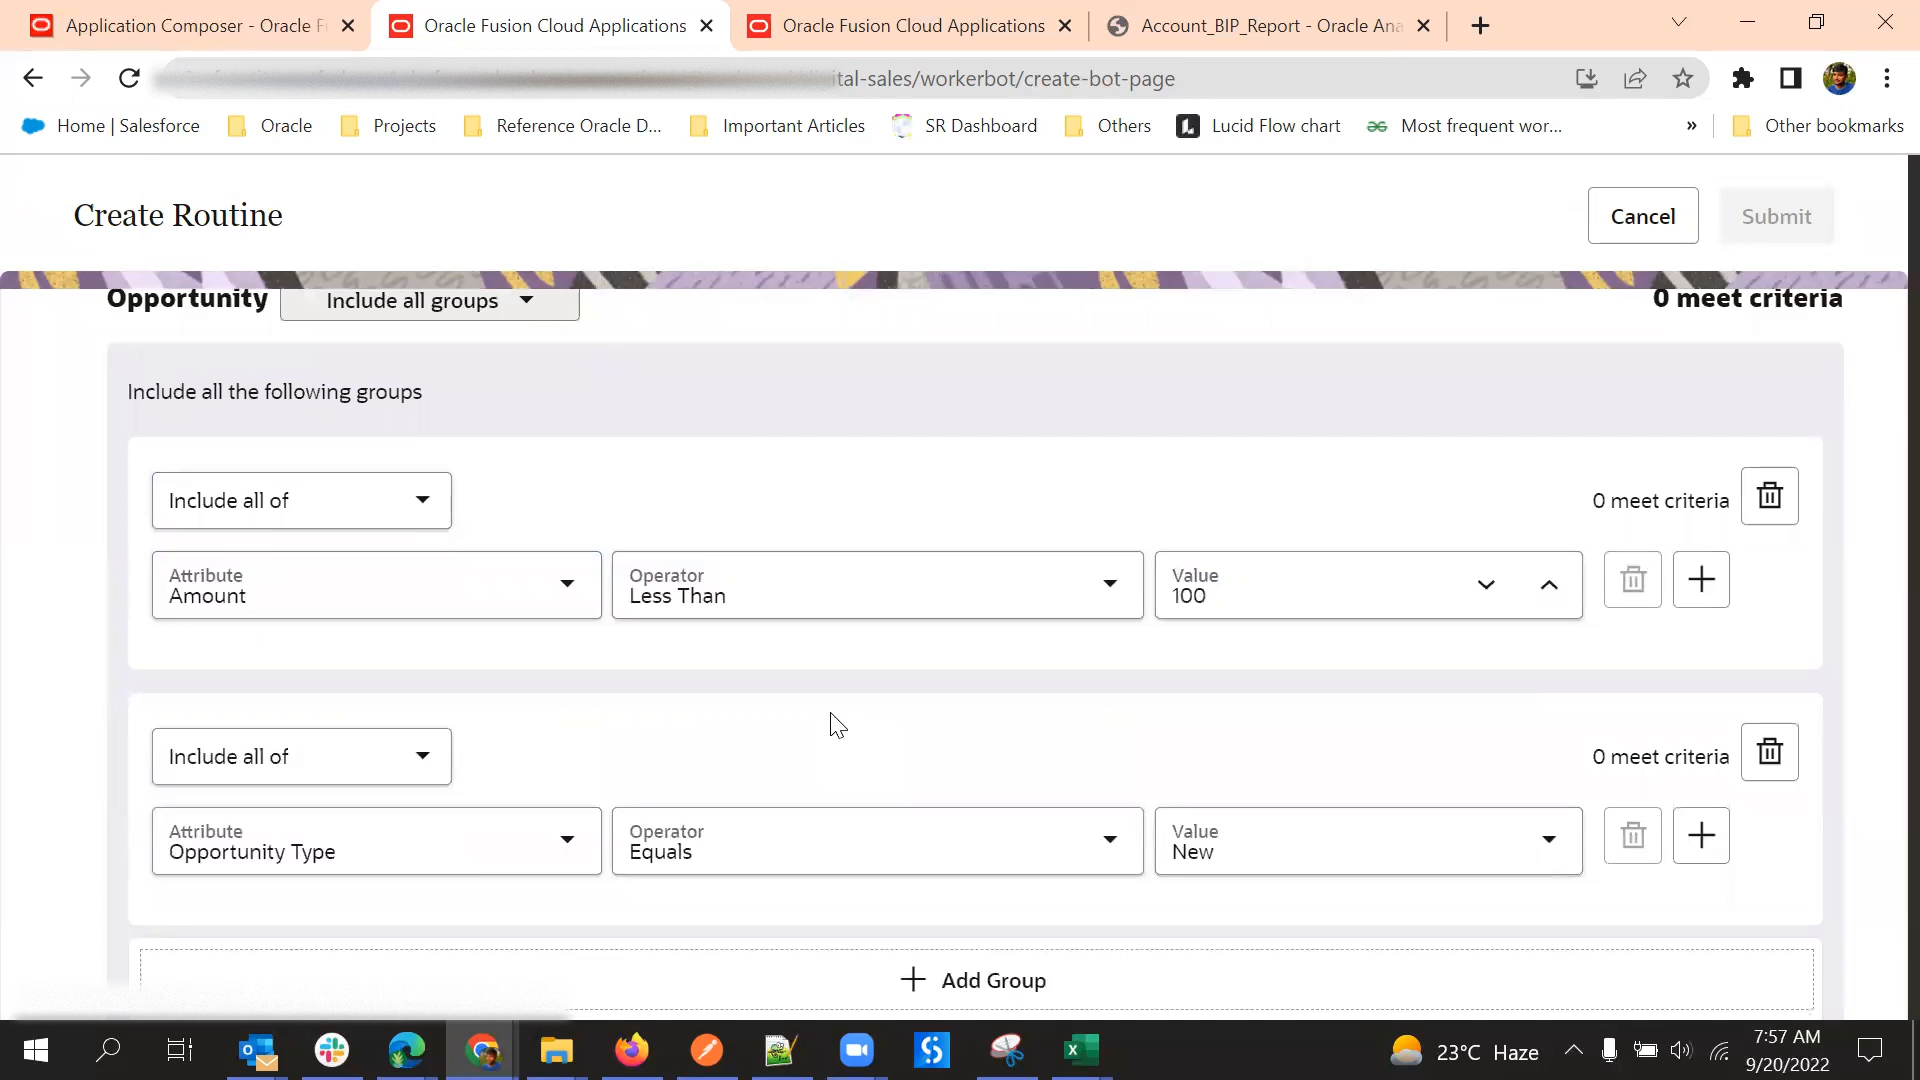 Application Composer - Oracle F
Oracle Fusion Cloud Applications
Oracle Fusion Cloud Applications
Account_BIP_Report - Oracle Ana
ital-sales/workerbot/create-bot-page
Home | Salesforce
Oracle
Projects
Reference Oracle D...
Important Articles
SR Dashboard
Others
Lucid Flow chart
Most frequent wor...
»
Other bookmarks
Create Routine
Cancel
Submit
Opportunity
Include all groups
0 meet criteria
Include all the following groups
Include all of
0 meet criteria
Attribute
Amount
Operator
Less Than
Value
100
Include all of
0 meet criteria
Attribute
Opportunity Type
Operator
Equals
Value
New
Add Group
23°C Haze
7:57 AM
9/20/2022